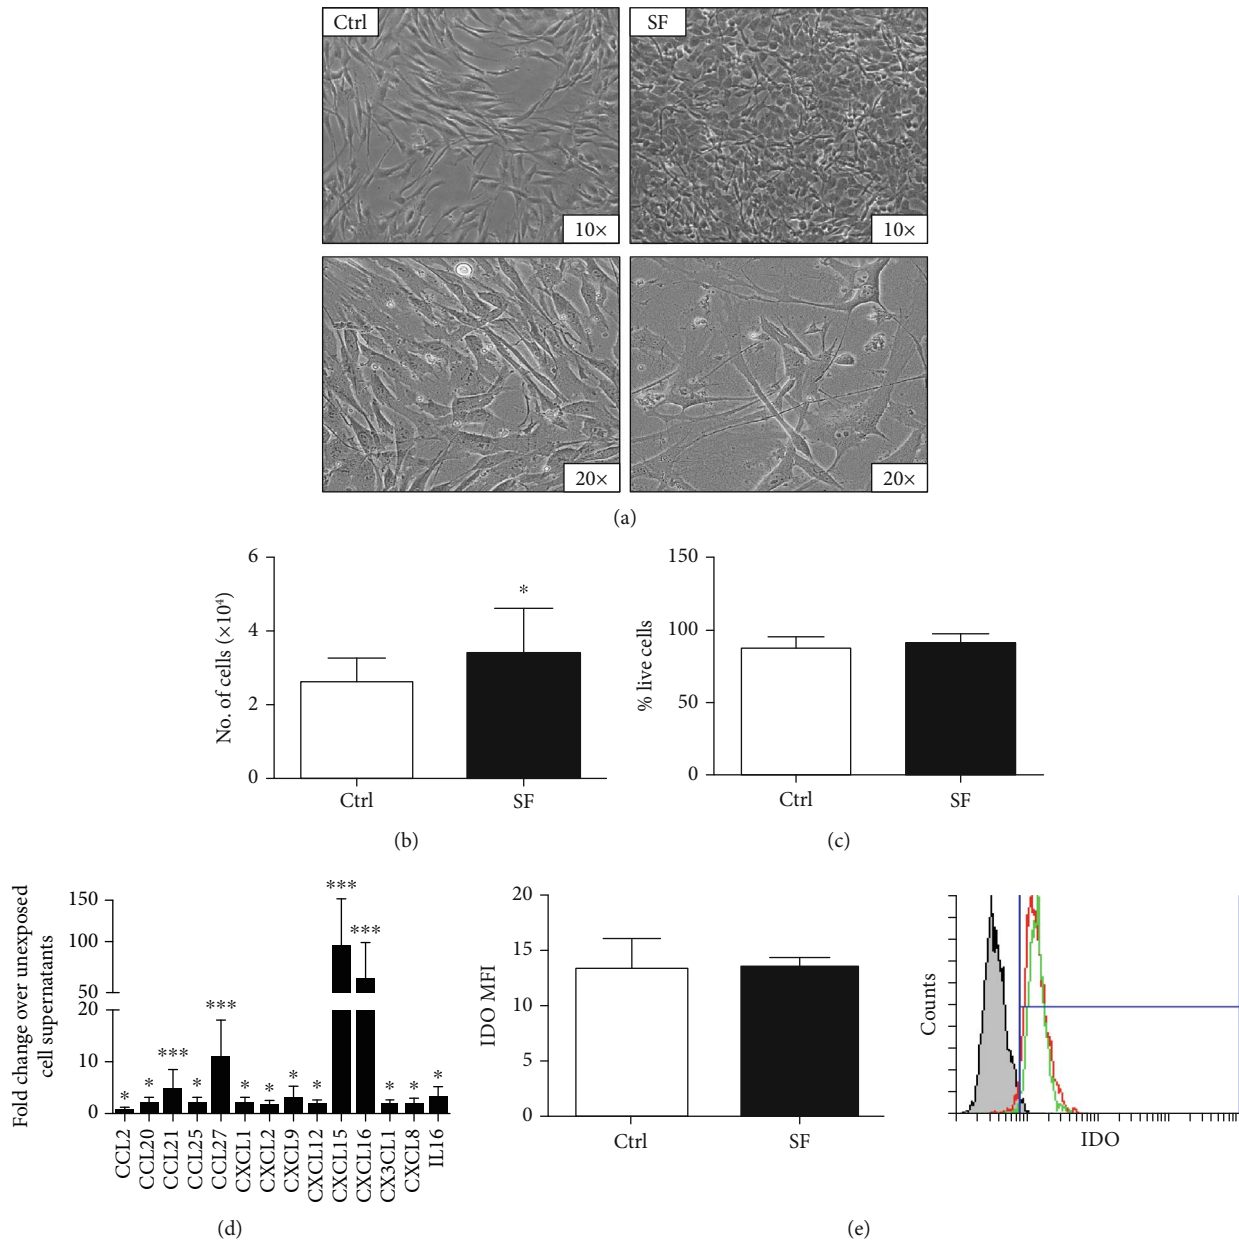 Ctrl
SF
10×
10×
20×
20×
(a)
No. of cells (×10⁴)
6
4
2
0
*
Ctrl
SF
(b)
% live cells
150
100
50
0
Ctrl
SF
(c)
Fold change over unexposed
cell supernatants
150
100
50
20
10
0
*
*
***
*
***
*
*
*
*
***
***
*
*
*
CCL2
CCL20
CCL21
CCL25
CCL27
CXCL1
CXCL2
CXCL9
CXCL12
CXCL15
CXCL16
CX3CL1
CXCL8
IL16
(d)
IDO MFI
20
15
10
5
0
Ctrl
SF
Counts
IDO
(e)